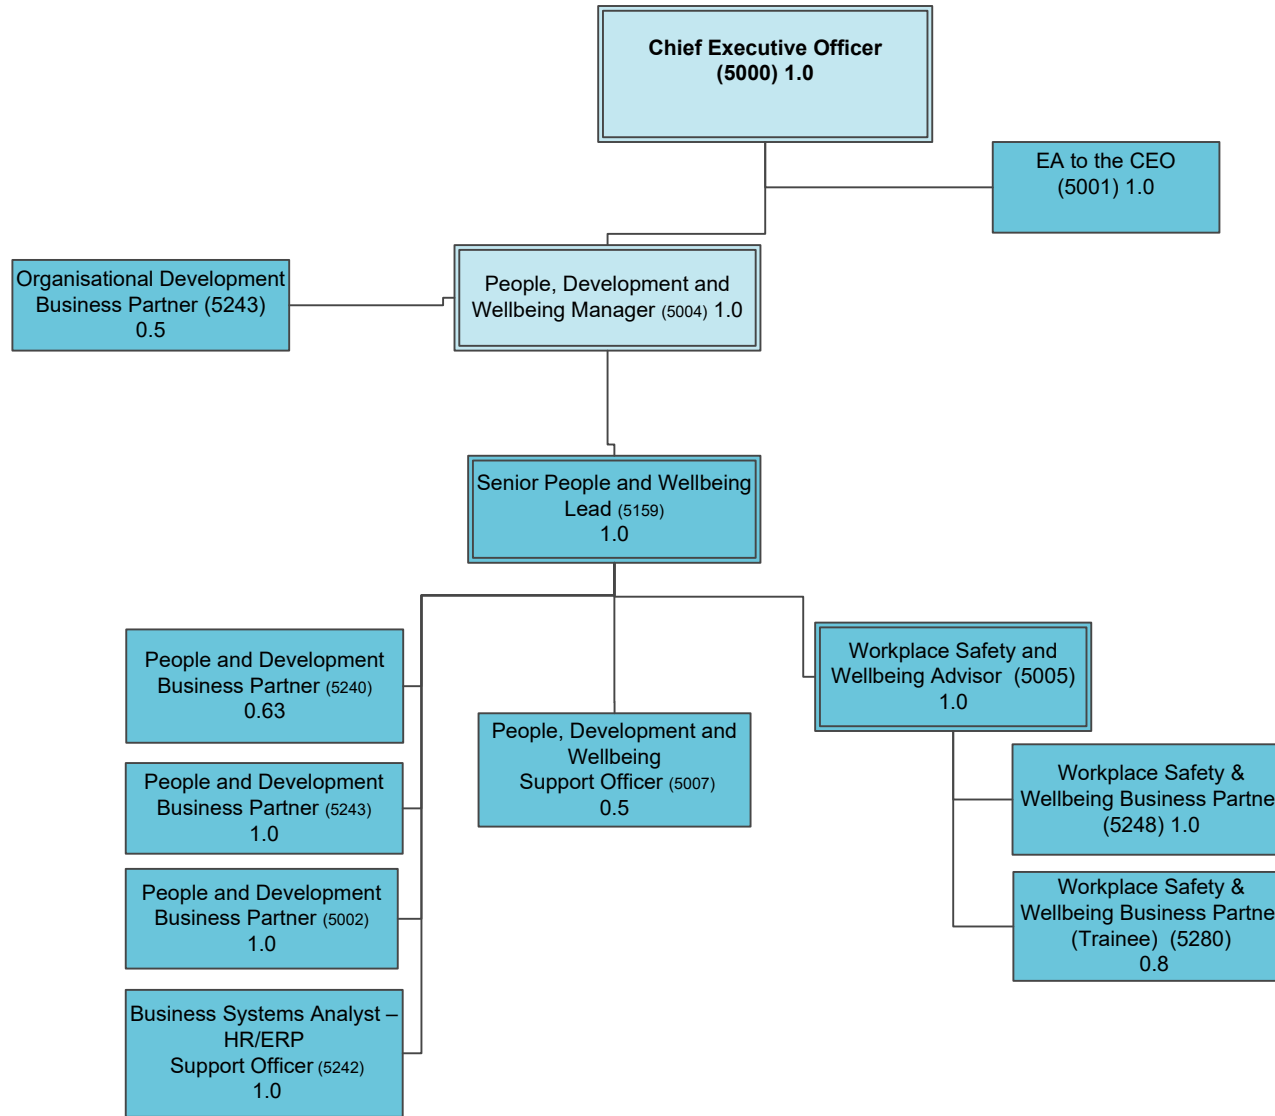 Chief Executive Officer
(5000) 1.0
EA to the CEO
(5001) 1.0
Organisational Development
Business Partner (5243)
0.5
People, Development and
Wellbeing Manager (5004) 1.0
Senior People and Wellbeing
Lead (5159)
1.0
People and Development
Business Partner (5240)
0.63
People and Development
Business Partner (5243)
1.0
People and Development
Business Partner (5002)
1.0
Business Systems Analyst –
HR/ERP
Support Officer (5242)
1.0
People, Development and
Wellbeing
Support Officer (5007)
0.5
Workplace Safety and
Wellbeing Advisor  (5005)
1.0
Workplace Safety &
Wellbeing Business Partne
(5248) 1.0
Workplace Safety &
Wellbeing Business Partne
(Trainee)  (5280)
0.8